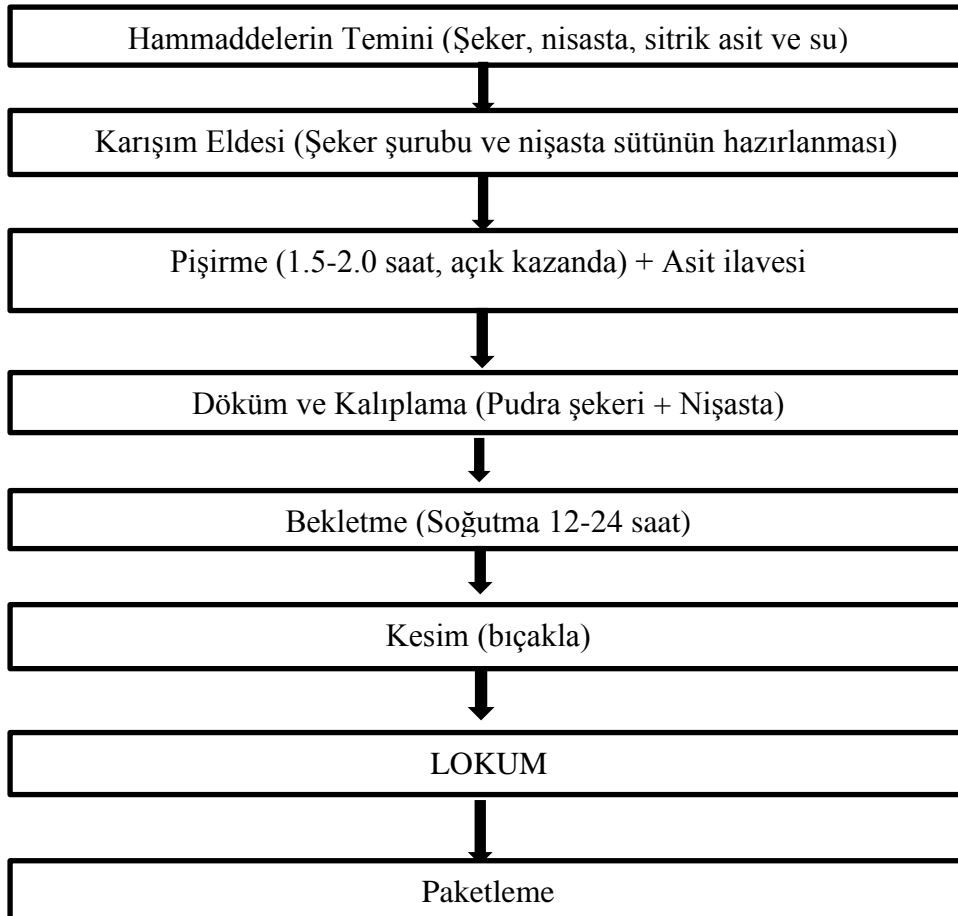 Hammaddelerin Temini (Şeker, nisasta, sitrik asit ve su)
Karışım Eldesi (Şeker şurubu ve nişasta sütünün hazırlanması)
Pişirme (1.5-2.0 saat, açık kazanda) + Asit ilavesi
Döküm ve Kalıplama (Pudra şekeri + Nişasta)
Bekletme (Soğutma 12-24 saat)
Kesim (bıçakla)
LOKUM
Paketleme